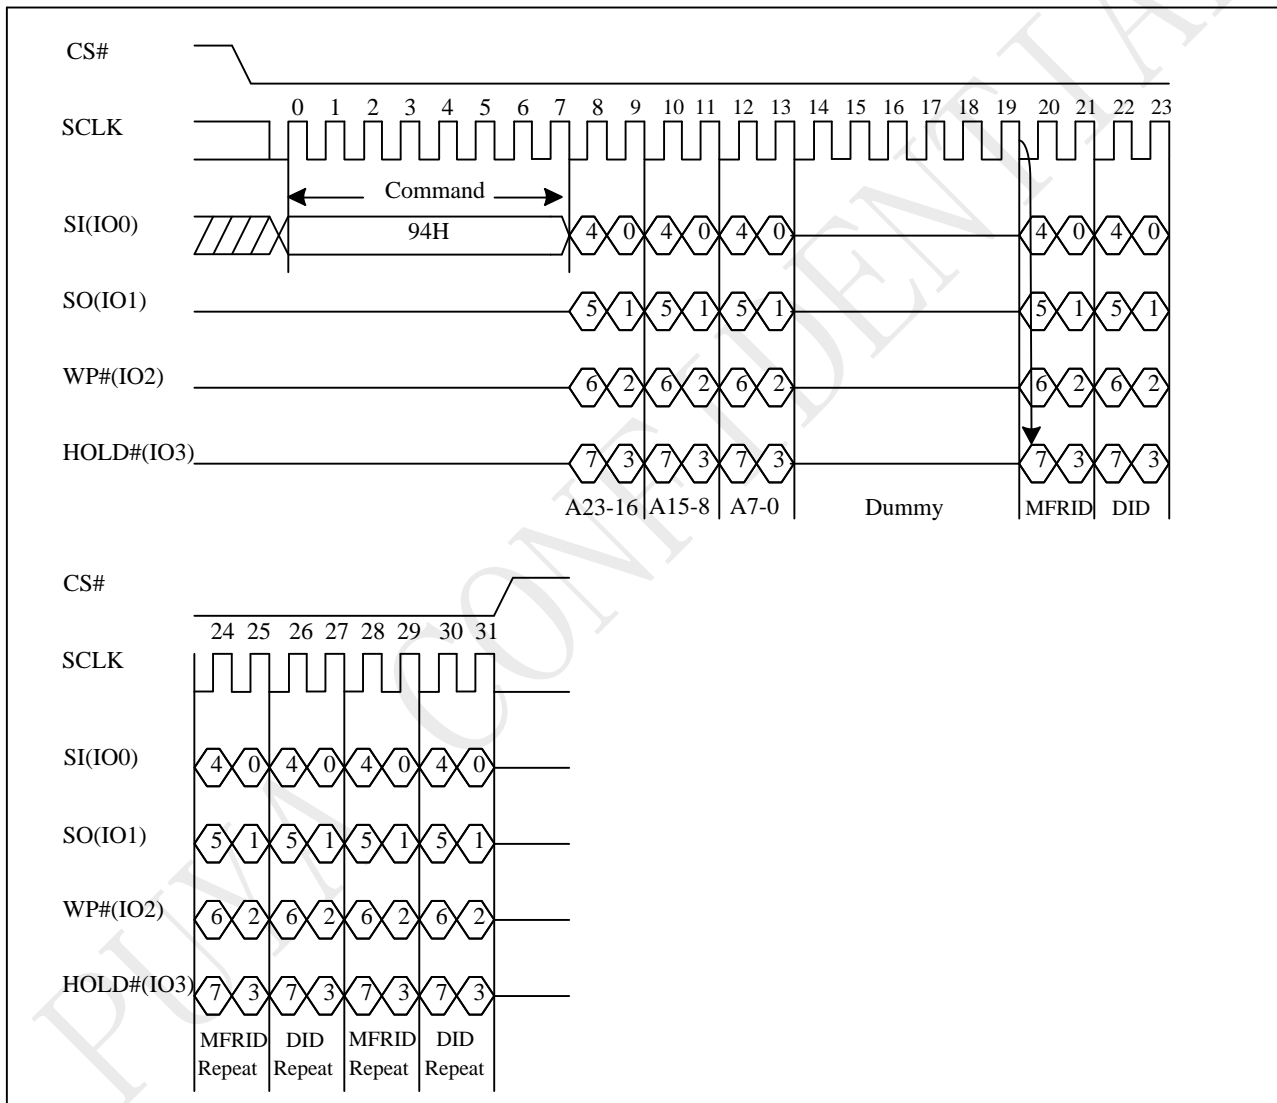 CS#
0 1 2 3 4 5 6 7 8 9 10 11 12 13 14 15 16 17 18 19 20 21 22 23
SCLK
Command
SI(IO0) 94H 4 0 4 0 4 0 4 0 4 0
SO(IO1) 5 1 5 1 5 1 5 1 5 1
WP#(IO2) 6 2 6 2 6 2 6 2 6 2
HOLD#(IO3) 7 3 7 3 7 3 7 3 7 3
A23-16 A15-8 A7-0 Dummy MFRID DID
CS#
24 25 26 27 28 29 30 31
SCLK
SI(IO0) 4 0 4 0 4 0 4 0
SO(IO1) 5 1 5 1 5 1 5 1
WP#(IO2) 6 2 6 2 6 2 6 2
HOLD#(IO3) 7 3 7 3 7 3 7 3
MFRID DID MFRID DID
Repeat Repeat Repeat Repeat
PUYA CONFIDENTIA